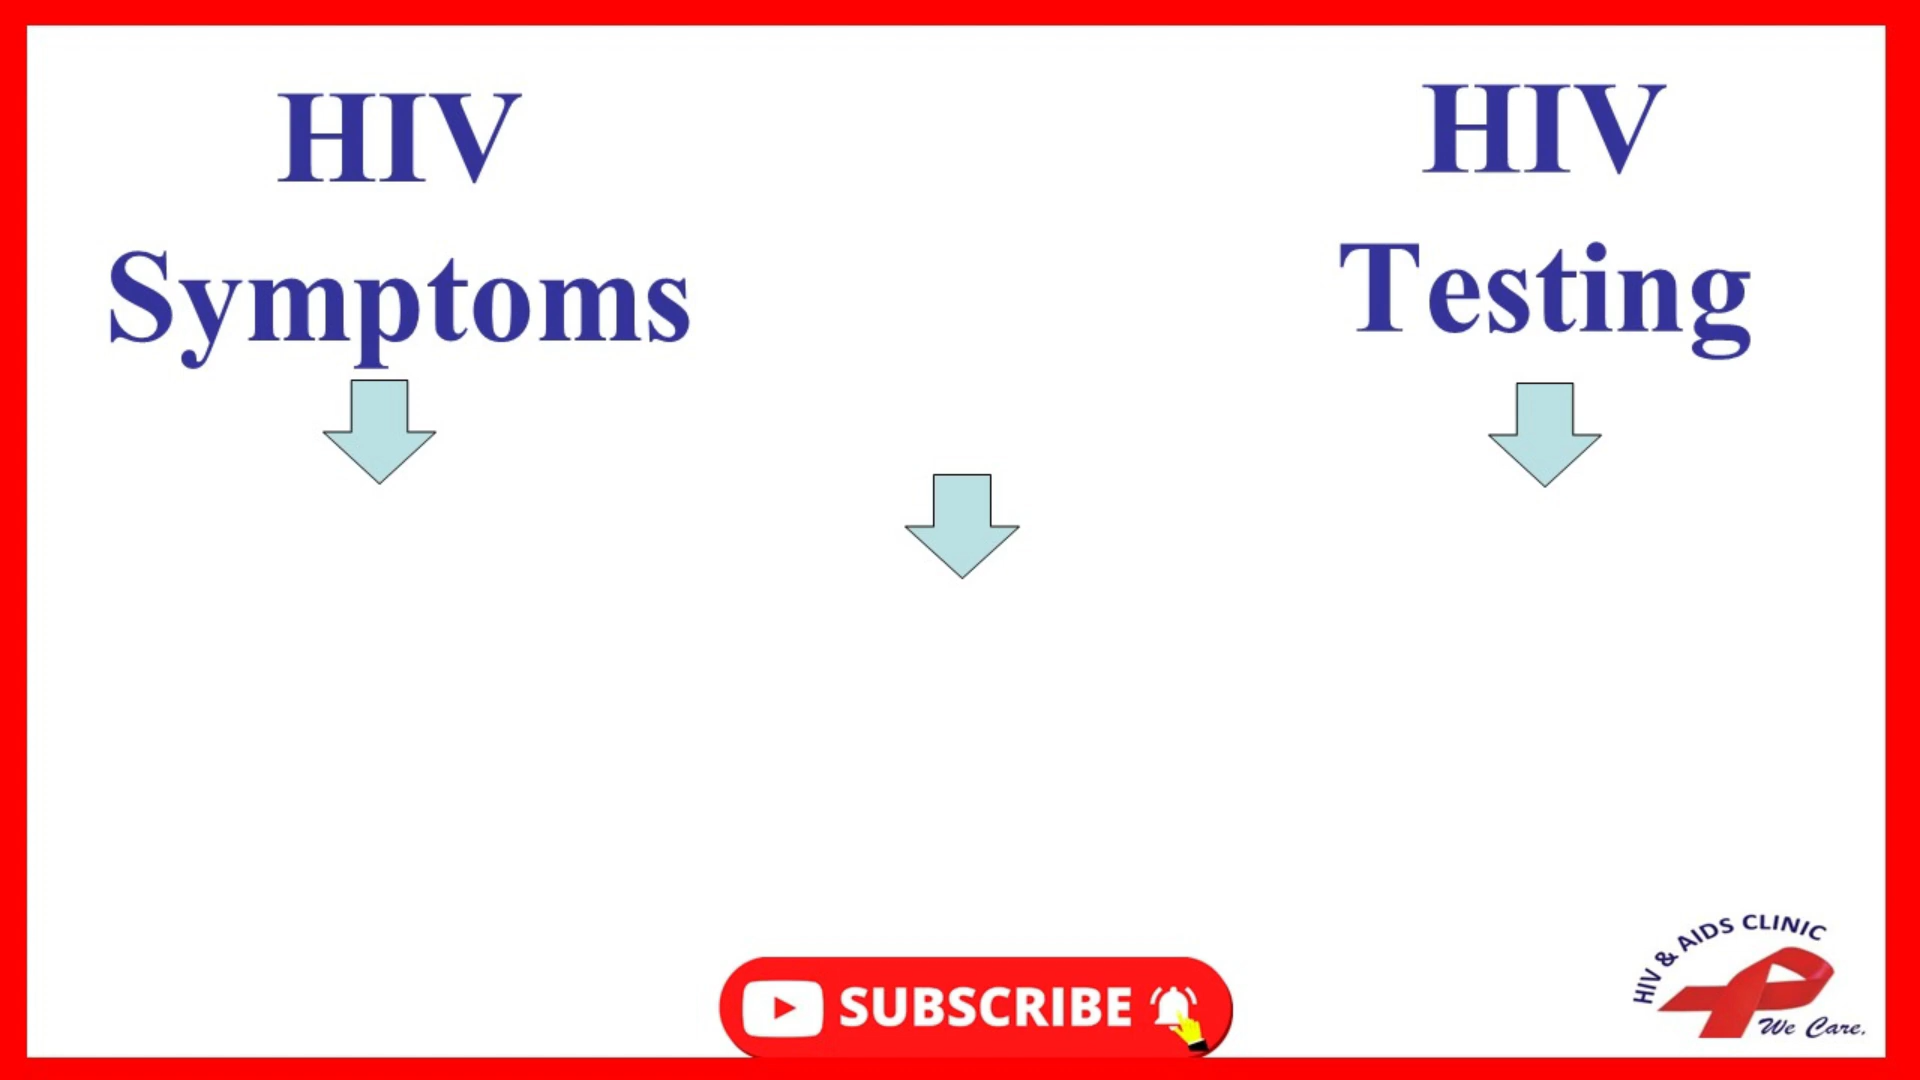 HIV
Symptoms
HIV
Testing
SUBSCRIBE
HIV & AIDS CLINIC
We Care.